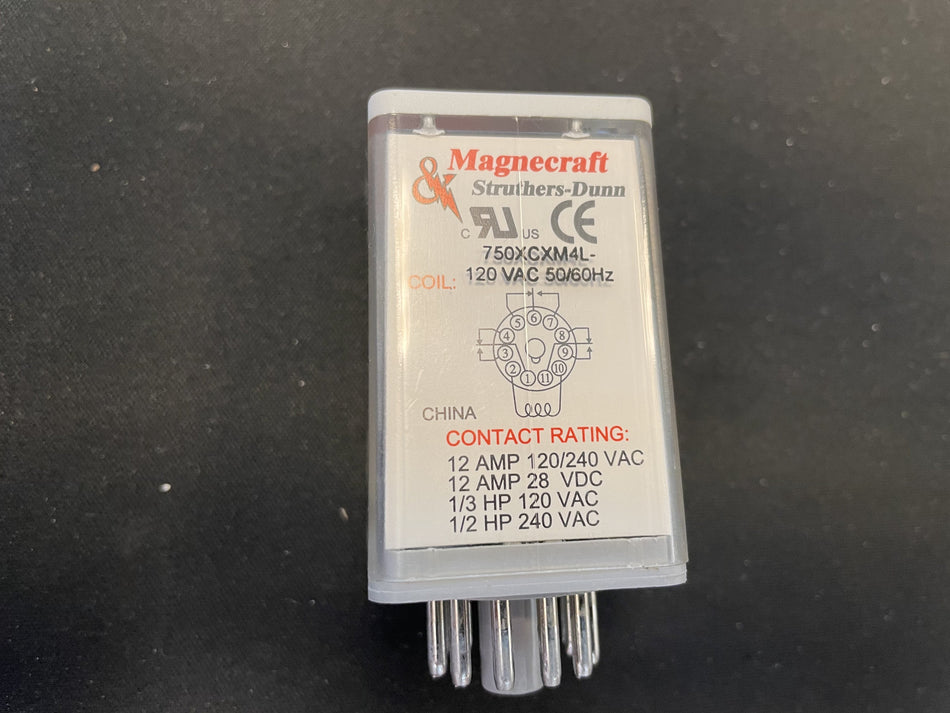 & Magnecraft
Struthers-Dunn
C RU US CE
750XCXM4L-
COIL: 120 VAC 50/60Hz
5 6 7
4 8
3 9
2 10
1 11
CHINA
CONTACT RATING:
12 AMP 120/240 VAC
12 AMP 28 VDC
1/3 HP 120 VAC
1/2 HP 240 VAC